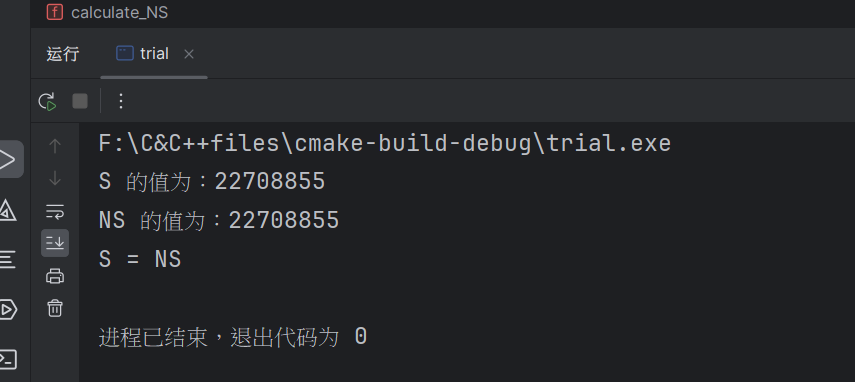 calculate_NS
运行 trial
F:\C&C++files\cmake-build-debug\trial.exe
S 的值为：22708855
NS 的值为：22708855
S = NS
进程已结束，退出代码为 0